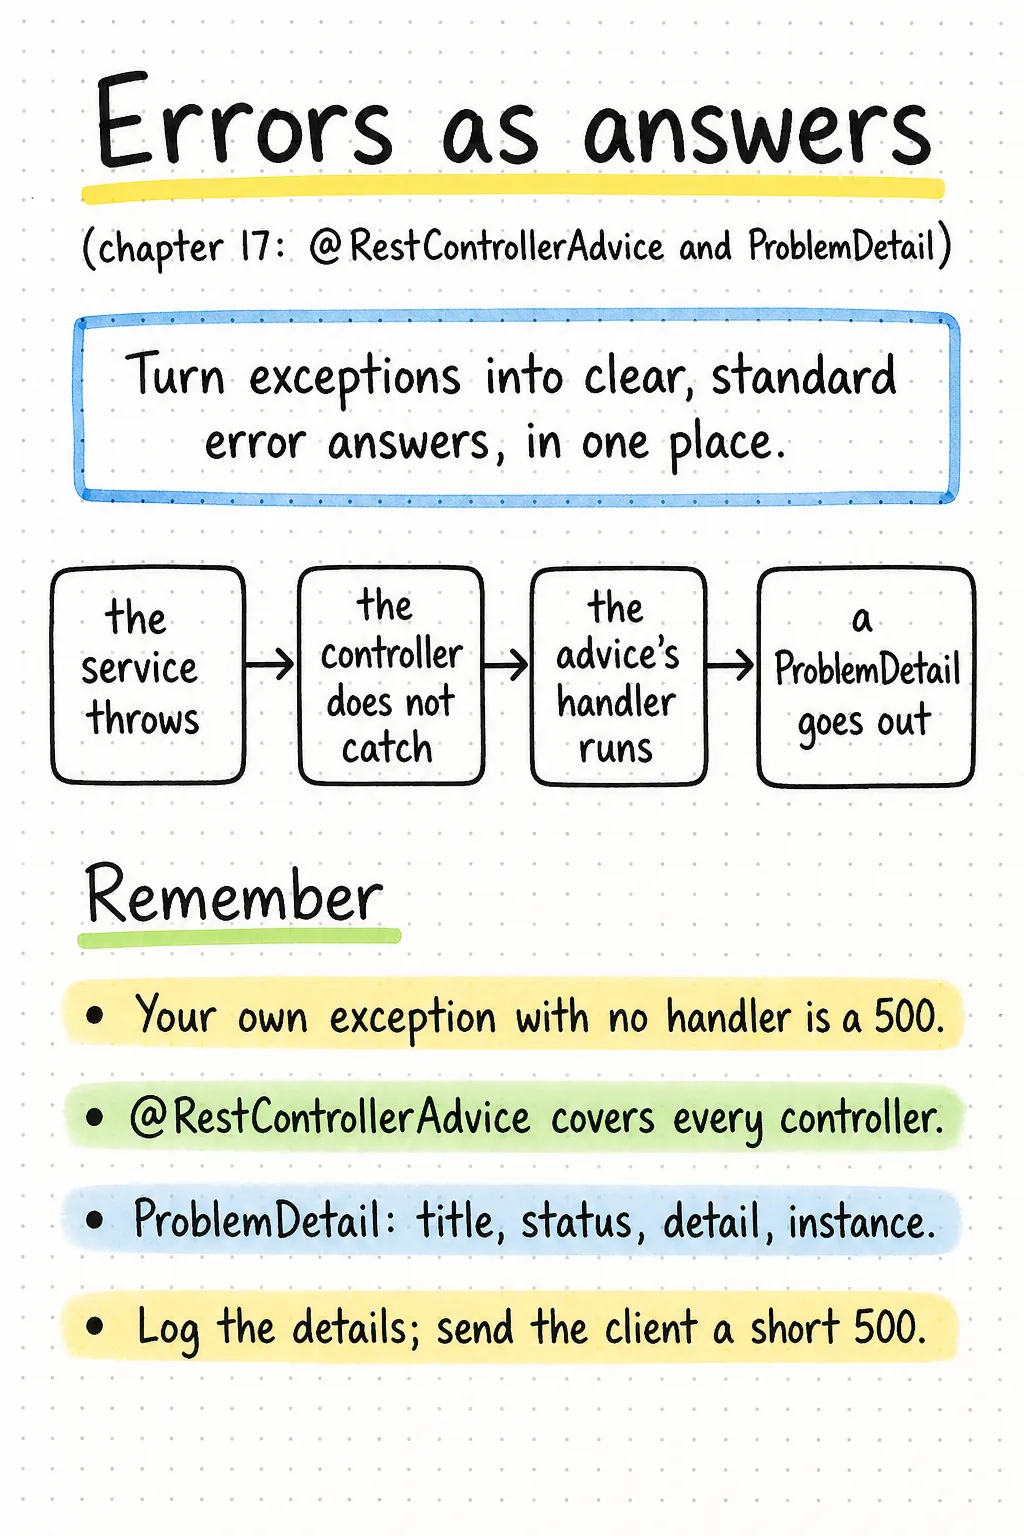 Errors as answers
(chapter 17: @RestControllerAdvice and ProblemDetail)
Turn exceptions into clear, standard
error answers, in one place.
the
service
throws
the
controller
does not
catch
the
advice's
handler
runs
a
ProblemDetail
goes out
Remember
• Your own exception with no handler is a 500.
• @RestControllerAdvice covers every controller.
• ProblemDetail: title, status, detail, instance.
• Log the details; send the client a short 500.